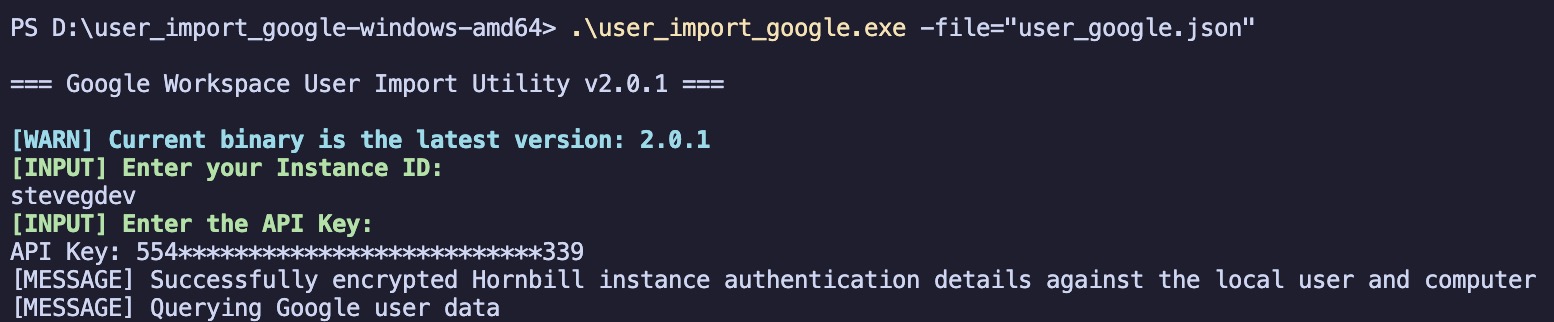 PS D:\user_import_google-windows-amd64> .\user_import_google.exe -file="user_google.json"
=== Google Workspace User Import Utility v2.0.1 ===
[WARN] Current binary is the latest version: 2.0.1
[INPUT] Enter your Instance ID:
stevegdev
[INPUT] Enter the API Key:
API Key: 554**************************339
[MESSAGE] Successfully encrypted Hornbill instance authentication details against the local user and computer
[MESSAGE] Querying Google user data